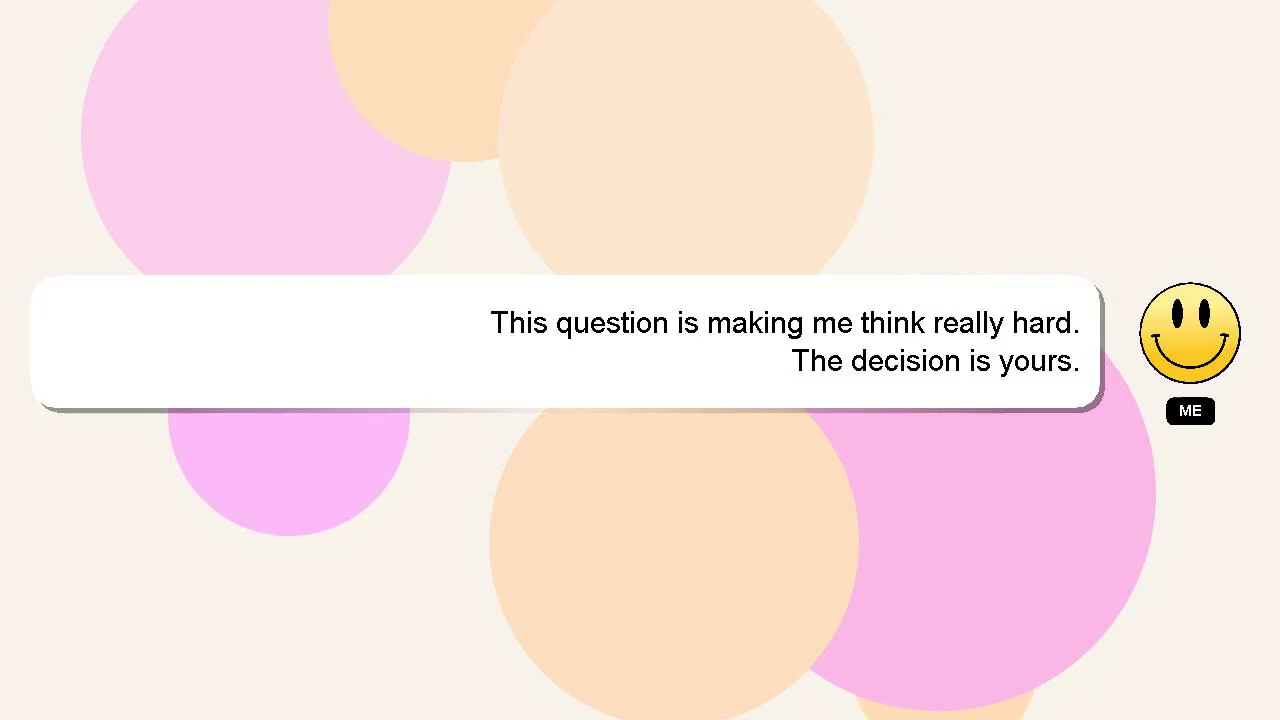 This question is making me think really hard.
The decision is yours.
ME